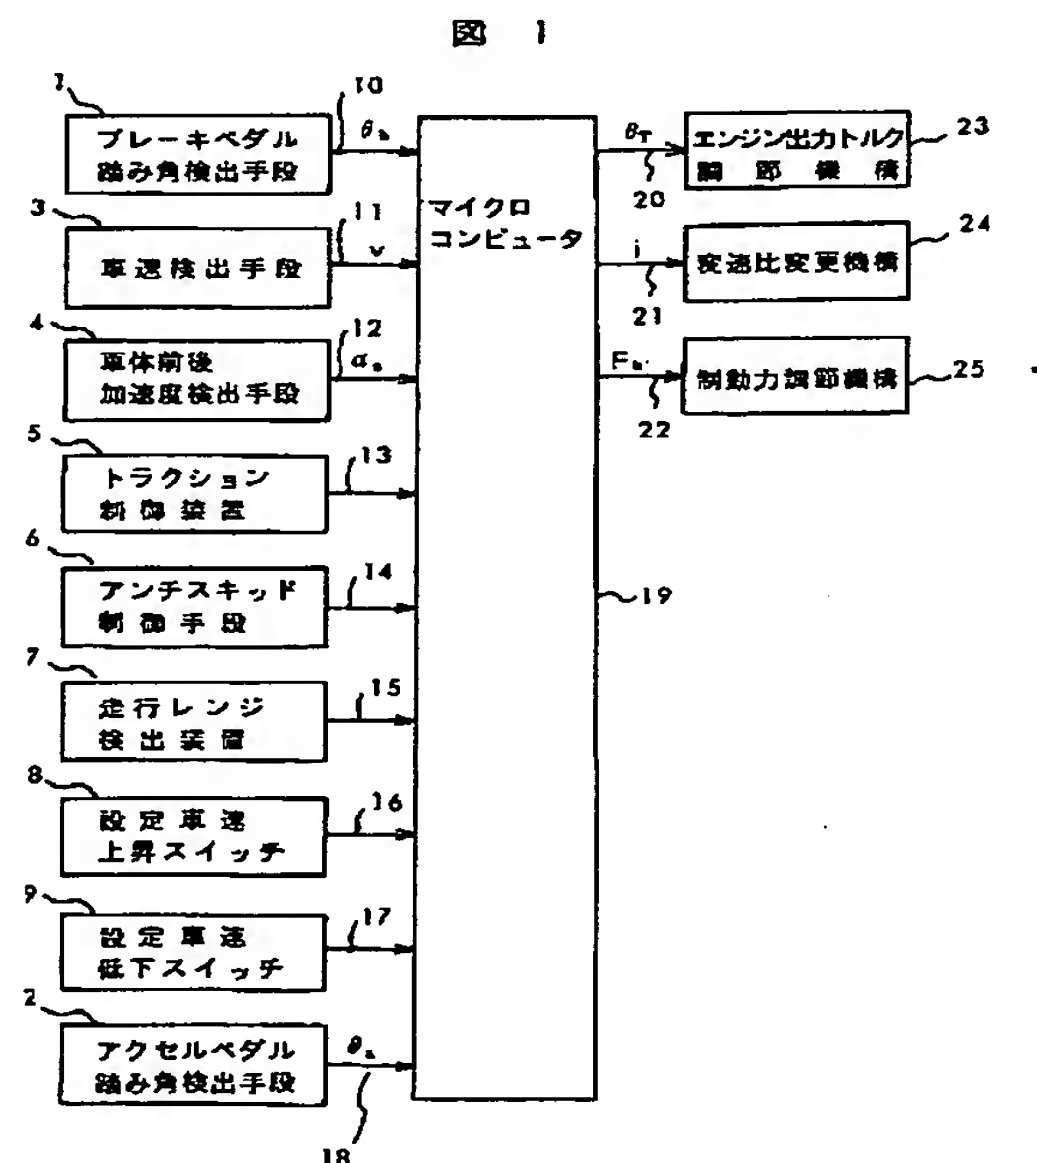 図 1
1
10
ブレーキペダル
踏み角検出手段
θb
3
11
車速検出手段
v
4
12
車体前後
加速度検出手段
αs
5
13
トラクション
制御装置
6
14
アンチスキッド
制御手段
7
15
走行レンジ
検出装置
8
16
設定車速
上昇スイッチ
9
17
設定車速
低下スイッチ
2
アクセルペダル
踏み角検出手段
θa
18
マイクロ
コンピュータ
19
θT
20
エンジン出力トルク
調節機構
23
i
21
変速比変更機構
24
Fb
22
制動力調節機構
25